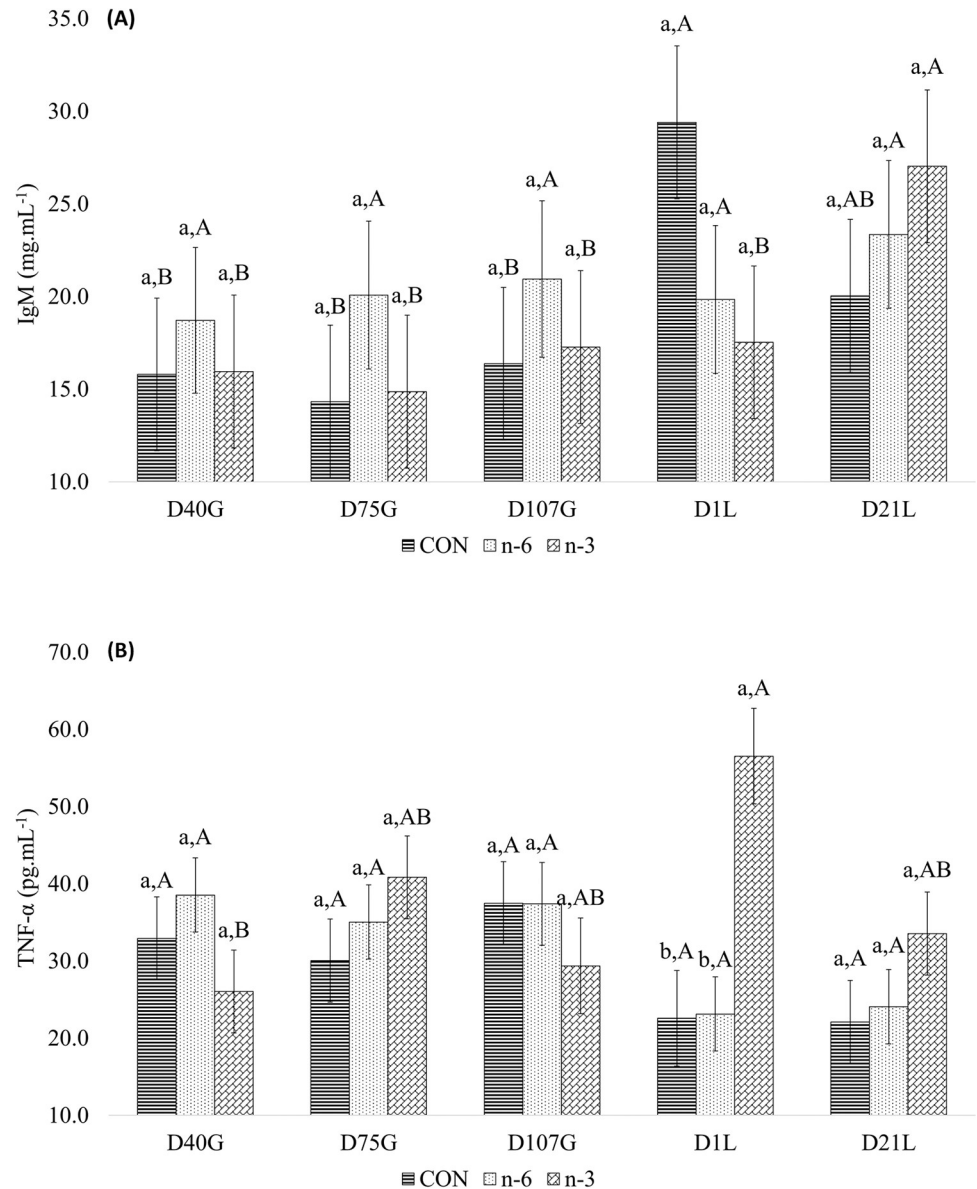 (A)
35.0
30.0
25.0
20.0
15.0
10.0
IgM (mg.mL⁻¹)
a,B a,A a,B
a,B a,A a,B
a,B a,A a,B
a,A a,A a,B
a,AB a,A a,A
D40G D75G D107G D1L D21L
CON n-6 n-3
(B)
70.0
60.0
50.0
40.0
30.0
20.0
10.0
TNF-α (pg.mL⁻¹)
a,A a,A a,B
a,A a,A a,AB
a,A a,A a,AB
b,A b,A a,A
a,A a,A a,AB
D40G D75G D107G D1L D21L
CON n-6 n-3